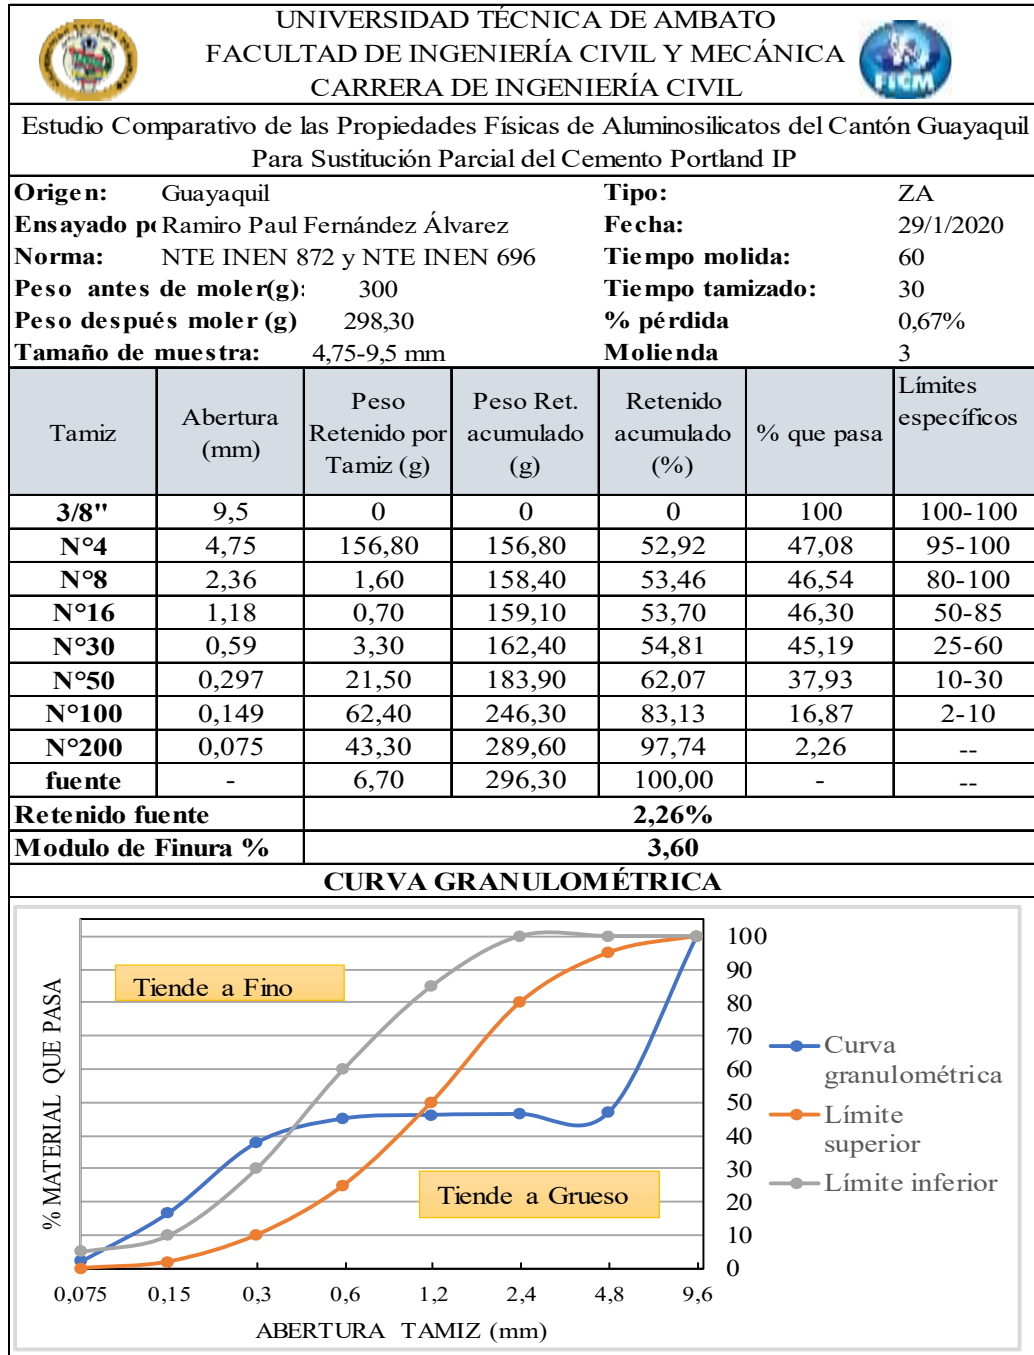 UNIVERSIDAD TÉCNICA DE AMBATO
FACULTAD DE INGENIERÍA CIVIL Y MECÁNICA
CARRERA DE INGENIERÍA CIVIL
FICM
Estudio Comparativo de las Propiedades Físicas de Aluminosilicatos del Cantón Guayaquil
Para Sustitución Parcial del Cemento Portland IP
Origen: Guayaquil Tipo: ZA
Ensayado po Ramiro Paul Fernández Álvarez Fecha: 29/1/2020
Norma: NTE INEN 872 y NTE INEN 696 Tiempo molida: 60
Peso antes de moler(g): 300 Tiempo tamizado: 30
Peso después moler (g) 298,30 % pérdida 0,67%
Tamaño de muestra: 4,75-9,5 mm Molienda 3
Tamiz Abertura (mm) Peso Retenido por Tamiz (g) Peso Ret. acumulado (g) Retenido acumulado (%) % que pasa Límites específicos
3/8" 9,5 0 0 0 100 100-100
N°4 4,75 156,80 156,80 52,92 47,08 95-100
N°8 2,36 1,60 158,40 53,46 46,54 80-100
N°16 1,18 0,70 159,10 53,70 46,30 50-85
N°30 0,59 3,30 162,40 54,81 45,19 25-60
N°50 0,297 21,50 183,90 62,07 37,93 10-30
N°100 0,149 62,40 246,30 83,13 16,87 2-10
N°200 0,075 43,30 289,60 97,74 2,26 --
fuente - 6,70 296,30 100,00 - --
Retenido fuente 2,26%
Modulo de Finura % 3,60
CURVA GRANULOMÉTRICA
% MATERIAL QUE PASA
Tiende a Fino
Tiende a Grueso
100
90
80
70
60
50
40
30
20
10
0
Curva
granulométrica
Límite
superior
Límite inferior
0,075 0,15 0,3 0,6 1,2 2,4 4,8 9,6
ABERTURA TAMIZ (mm)